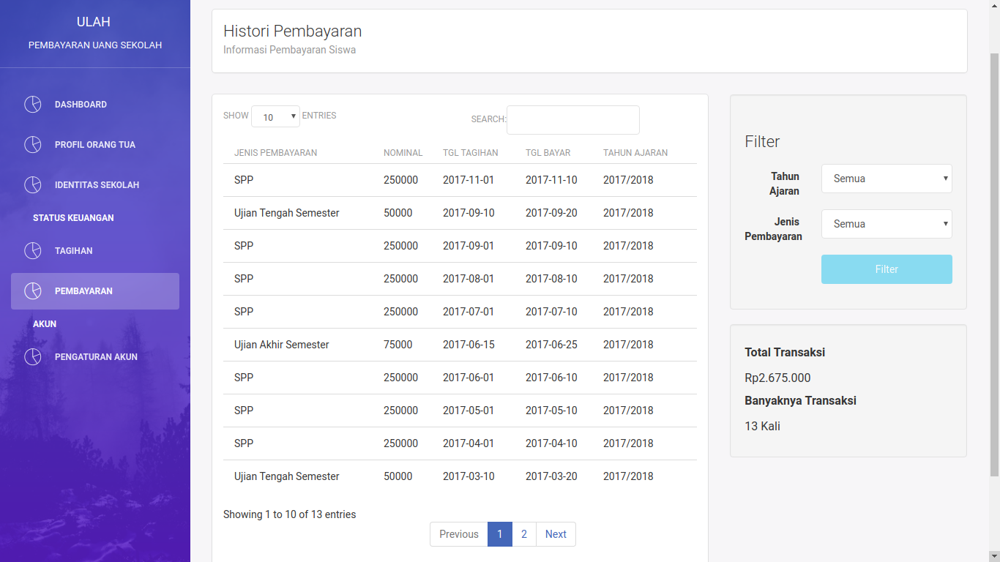 ULAH
PEMBAYARAN UANG SEKOLAH
DASHBOARD
PROFIL ORANG TUA
IDENTITAS SEKOLAH
STATUS KEUANGAN
TAGIHAN
PEMBAYARAN
AKUN
PENGATURAN AKUN
Histori Pembayaran
Informasi Pembayaran Siswa
SHOW 10 ENTRIES SEARCH:
JENIS PEMBAYARAN NOMINAL TGL TAGIHAN TGL BAYAR TAHUN AJARAN
SPP 250000 2017-11-01 2017-11-10 2017/2018
Ujian Tengah Semester 50000 2017-09-10 2017-09-20 2017/2018
SPP 250000 2017-09-01 2017-09-10 2017/2018
SPP 250000 2017-08-01 2017-08-10 2017/2018
SPP 250000 2017-07-01 2017-07-10 2017/2018
Ujian Akhir Semester 75000 2017-06-15 2017-06-25 2017/2018
SPP 250000 2017-06-01 2017-06-10 2017/2018
SPP 250000 2017-05-01 2017-05-10 2017/2018
SPP 250000 2017-04-01 2017-04-10 2017/2018
Ujian Tengah Semester 50000 2017-03-10 2017-03-20 2017/2018
Showing 1 to 10 of 13 entries
Previous 1 2 Next
Filter
Tahun
Ajaran
Semua
Jenis
Pembayaran
Semua
Filter
Total Transaksi
Rp2.675.000
Banyaknya Transaksi
13 Kali